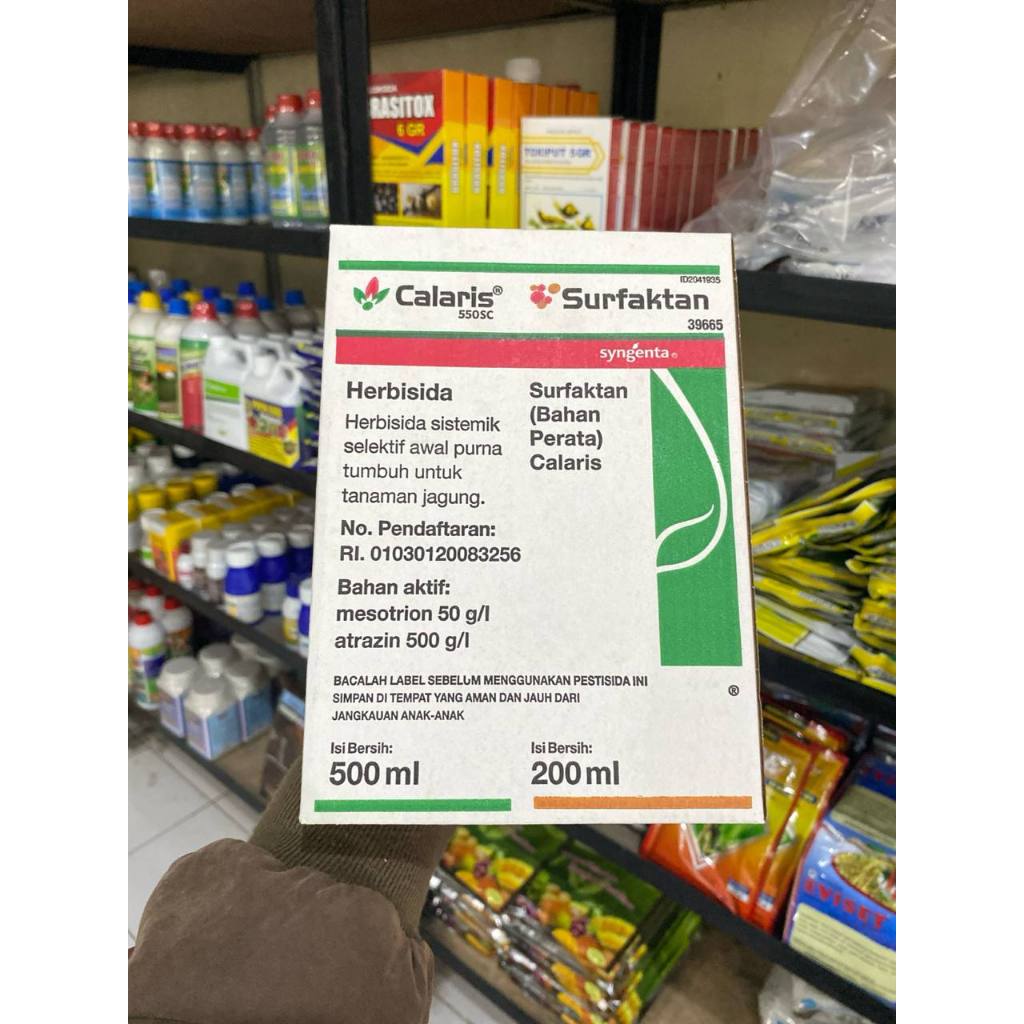 RASITOX
6 GR
TOKIPUT 5GR
ID2041935
Calaris®
550SC
Surfaktan
39665
syngenta®
Herbisida
Herbisida sistemik
selektif awal purna
tumbuh untuk
tanaman jagung.
No. Pendaftaran:
RI. 01030120083256
Bahan aktif:
mesotrion 50 g/l
atrazin 500 g/l
Surfaktan
(Bahan
Perata)
Calaris
BACALAH LABEL SEBELUM MENGGUNAKAN PESTISIDA INI
SIMPAN DI TEMPAT YANG AMAN DAN JAUH DARI
JANGKAUAN ANAK-ANAK
®
Isi Bersih:
500 ml
Isi Bersih:
200 ml